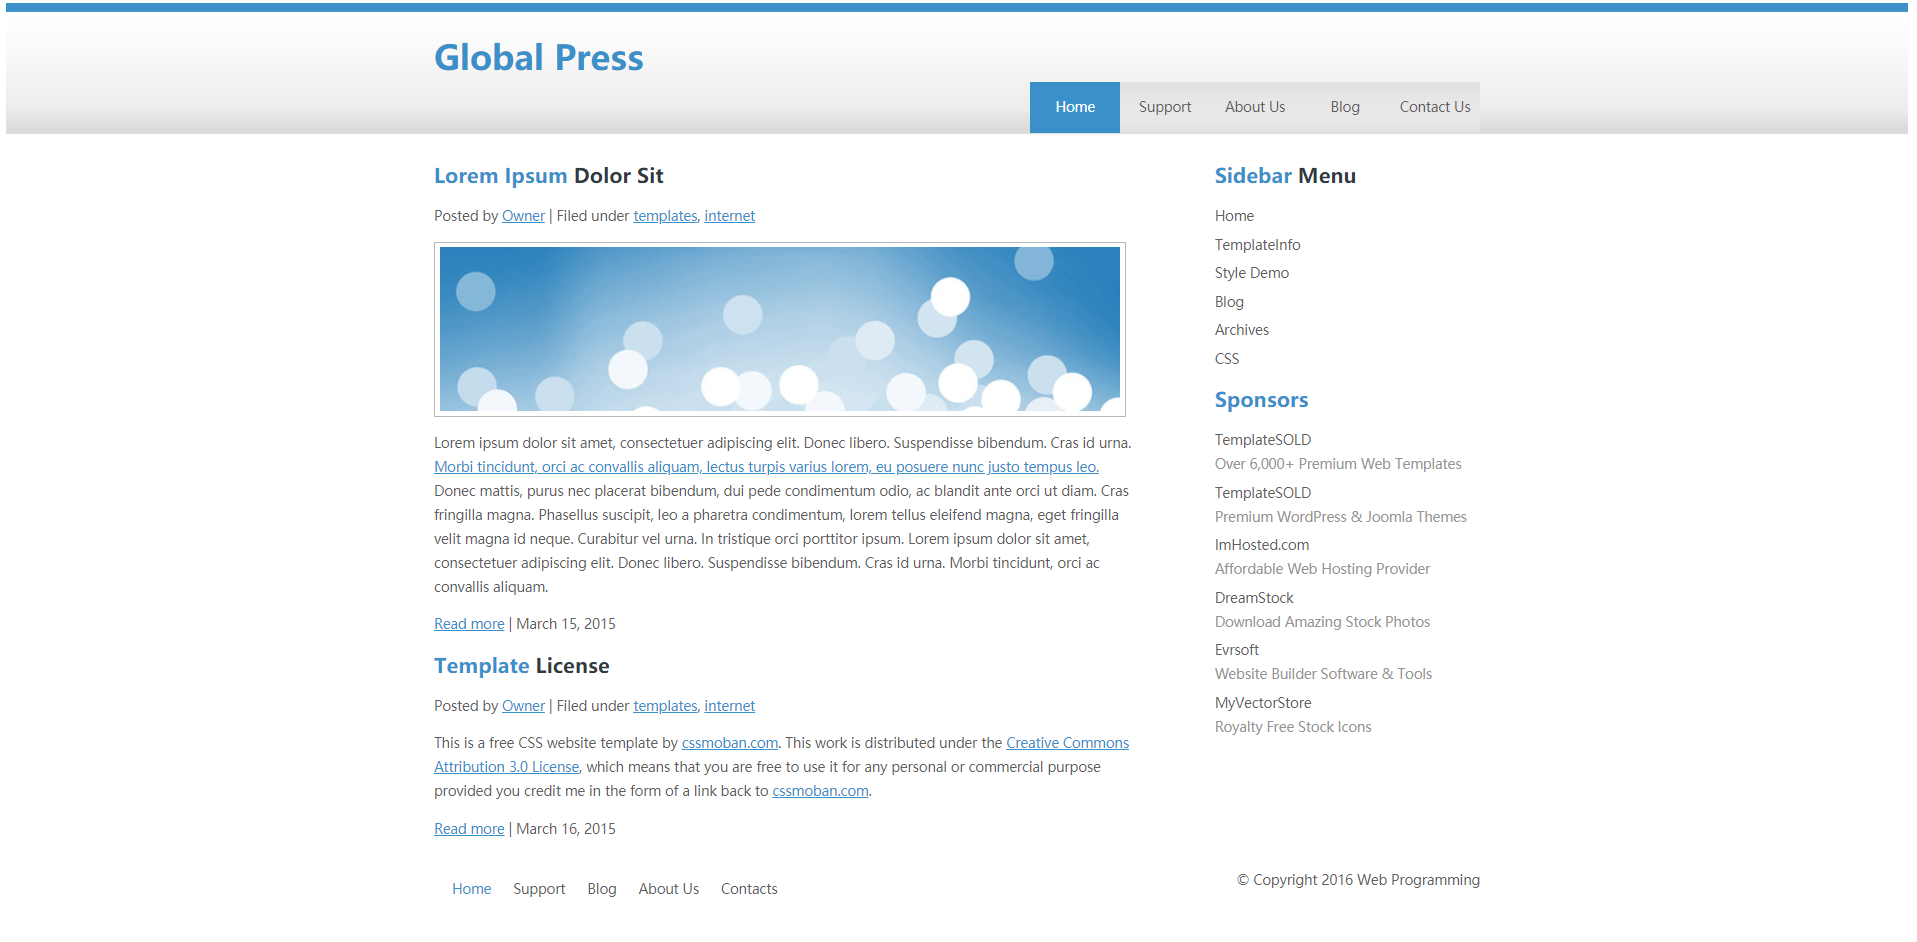 Global Press
Home Support About Us Blog Contact Us
Lorem Ipsum Dolor Sit
Posted by Owner | Filed under templates, internet
Lorem ipsum dolor sit amet, consectetuer adipiscing elit. Donec libero. Suspendisse bibendum. Cras id urna.
Morbi tincidunt, orci ac convallis aliquam, lectus turpis varius lorem, eu posuere nunc justo tempus leo.
Donec mattis, purus nec placerat bibendum, dui pede condimentum odio, ac blandit ante orci ut diam. Cras
fringilla magna. Phasellus suscipit, leo a pharetra condimentum, lorem tellus eleifend magna, eget fringilla
velit magna id neque. Curabitur vel urna. In tristique orci porttitor ipsum. Lorem ipsum dolor sit amet,
consectetuer adipiscing elit. Donec libero. Suspendisse bibendum. Cras id urna. Morbi tincidunt, orci ac
convallis aliquam.
Read more | March 15, 2015
Template License
Posted by Owner | Filed under templates, internet
This is a free CSS website template by cssmoban.com. This work is distributed under the Creative Commons
Attribution 3.0 License, which means that you are free to use it for any personal or commercial purpose
provided you credit me in the form of a link back to cssmoban.com.
Read more | March 16, 2015
Sidebar Menu
Home
TemplateInfo
Style Demo
Blog
Archives
CSS
Sponsors
TemplateSOLD
Over 6,000+ Premium Web Templates
TemplateSOLD
Premium WordPress & Joomla Themes
ImHosted.com
Affordable Web Hosting Provider
DreamStock
Download Amazing Stock Photos
Evrsoft
Website Builder Software & Tools
MyVectorStore
Royalty Free Stock Icons
Home Support Blog About Us Contacts
© Copyright 2016 Web Programming